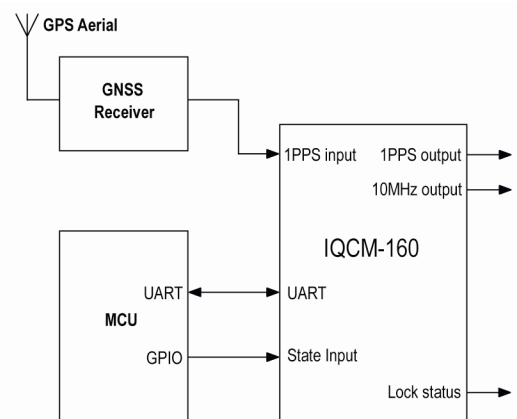 GPS Aerial
GNSS
Receiver
1PPS input
1PPS output
10MHz output
IQCM-160
UART
UART
MCU
GPIO
State Input
Lock status